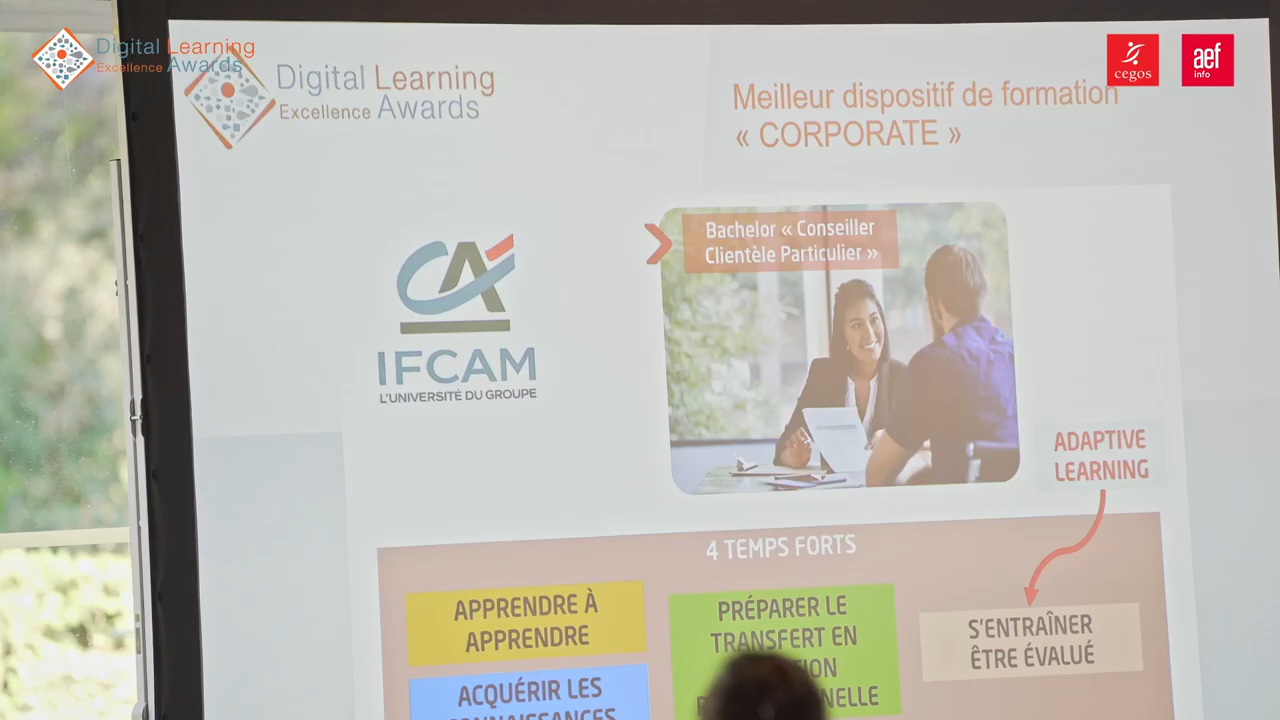 Digital Learning
Excellence Awards
cegos
aef
info
Digital Learning
Excellence Awards
Meilleur dispositif de formation
« CORPORATE »
CA
IFCAM
L'UNIVERSITÉ DU GROUPE
Bachelor « Conseiller
Clientèle Particulier »
ADAPTIVE
LEARNING
4 TEMPS FORTS
APPRENDRE À
APPRENDRE
PRÉPARER LE
TRANSFERT EN
S'ENTRAÎNER
ÊTRE ÉVALUÉ
ACQUÉRIR LES